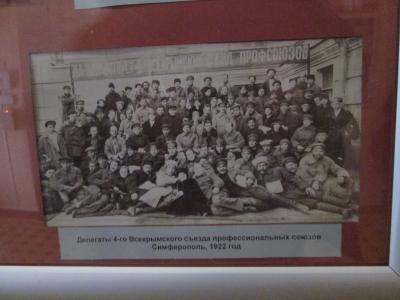 ПРОФСОЮЗОВ
Делегаты 4-го Всекрымского съезда профессиональных союзов
Симферополь, 1922 год